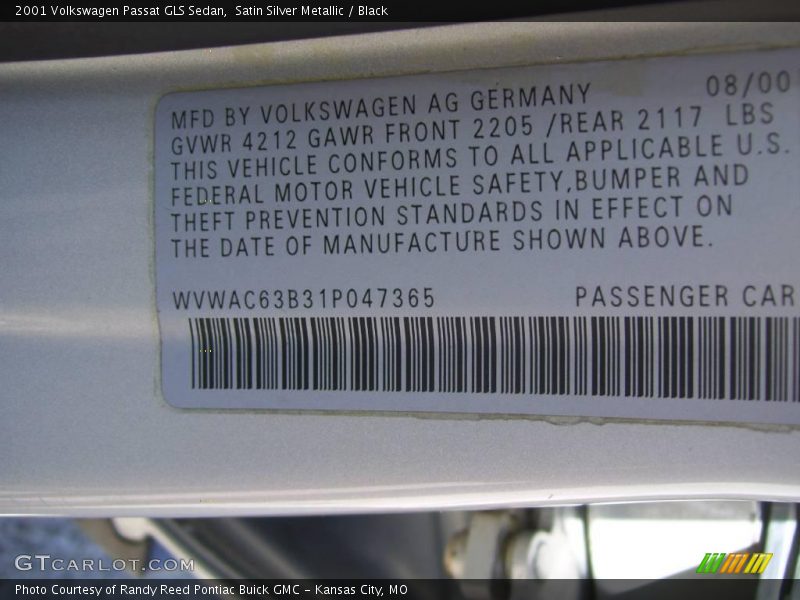 2001 Volkswagen Passat GLS Sedan,  Satin Silver Metallic / Black
08/00
MFD BY VOLKSWAGEN AG GERMANY
GVWR 4212 GAWR FRONT 2205 /REAR 2117 LBS
THIS VEHICLE CONFORMS TO ALL APPLICABLE U.S.
FEDERAL MOTOR VEHICLE SAFETY,BUMPER AND
THEFT PREVENTION STANDARDS IN EFFECT ON
THE DATE OF MANUFACTURE SHOWN ABOVE.
WVWAC63B31P047365 PASSENGER CAR
GTCARLOT.COM
Photo Courtesy of Randy Reed Pontiac Buick GMC – Kansas City, MO